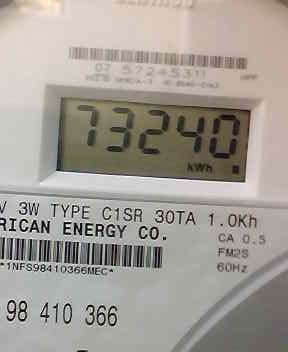 07 57245311
73240
kWh
V 3W TYPE C1SR 30TA 1.0Kh
RICAN ENERGY CO.
CA 0.5
FM2S
*1NFS98410366MEC*
60Hz
98 410 366